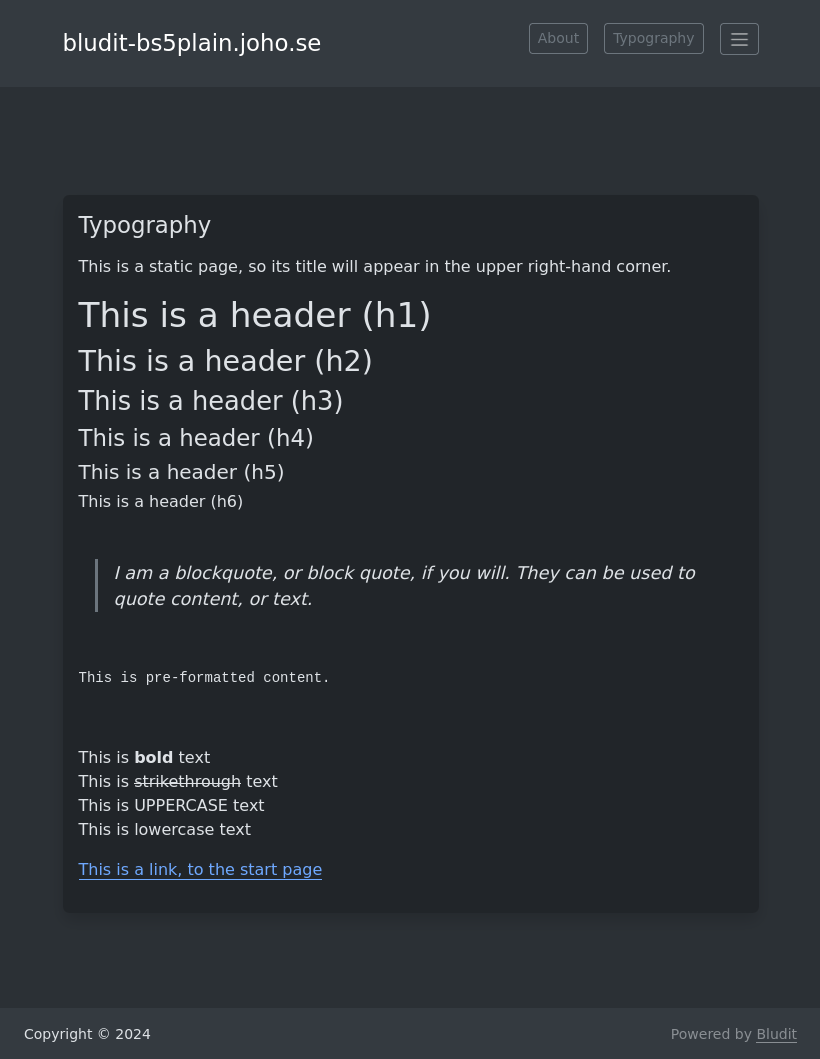 bludit-bs5plain.joho.se
About
Typography
Typography
This is a static page, so its title will appear in the upper right-hand corner.
This is a header (h1)
This is a header (h2)
This is a header (h3)
This is a header (h4)
This is a header (h5)
This is a header (h6)
I am a blockquote, or block quote, if you will. They can be used to
quote content, or text.
This is pre-formatted content.
This is bold text
This is strikethrough text
This is UPPERCASE text
This is lowercase text
This is a link, to the start page
Copyright © 2024
Powered by Bludit